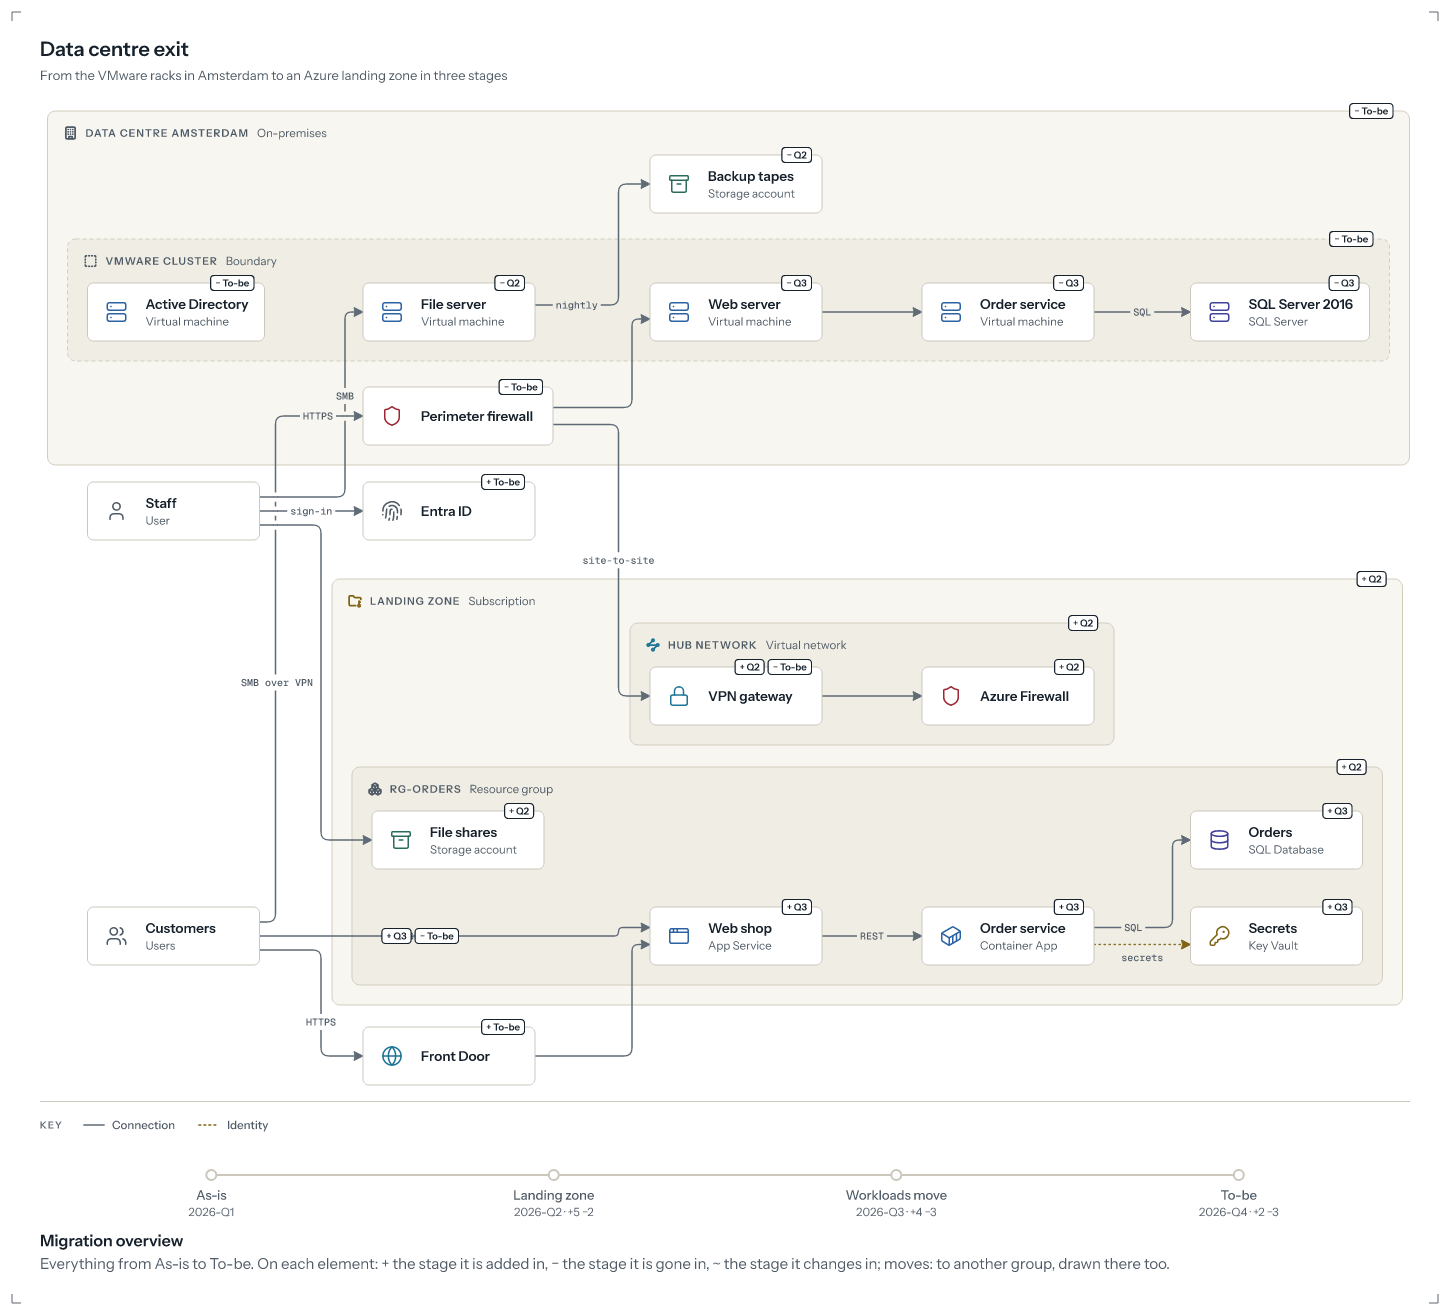 Data centre exit
From the VMware racks in Amsterdam to an Azure landing zone in three stages
− To-be
DATA CENTRE AMSTERDAM On-premises
− Q2
Backup tapes
Storage account
− To-be
VMWARE CLUSTER Boundary
− To-be
Active Directory
Virtual machine
− Q2
File server
Virtual machine
nightly
− Q3
Web server
Virtual machine
− Q3
Order service
Virtual machine
SQL
− Q3
SQL Server 2016
SQL Server
SMB
HTTPS
− To-be
Perimeter firewall
Staff
User
sign-in
+ To-be
Entra ID
site-to-site
+ Q2
LANDING ZONE Subscription
+ Q2
HUB NETWORK Virtual network
+ Q2 − To-be
VPN gateway
+ Q2
Azure Firewall
SMB over VPN
+ Q2
RG-ORDERS Resource group
+ Q2
File shares
Storage account
+ Q3
Orders
SQL Database
Customers
Users
+ Q3 − To-be
+ Q3
Web shop
App Service
REST
+ Q3
Order service
Container App
SQL
secrets
+ Q3
Secrets
Key Vault
HTTPS
+ To-be
Front Door
KEY Connection Identity
As-is
2026-Q1
Landing zone
2026-Q2 · +5 −2
Workloads move
2026-Q3 · +4 −3
To-be
2026-Q4 · +2 −3
Migration overview
Everything from As-is to To-be. On each element: + the stage it is added in, − the stage it is gone in, ~ the stage it changes in; moves: to another group, drawn there too.